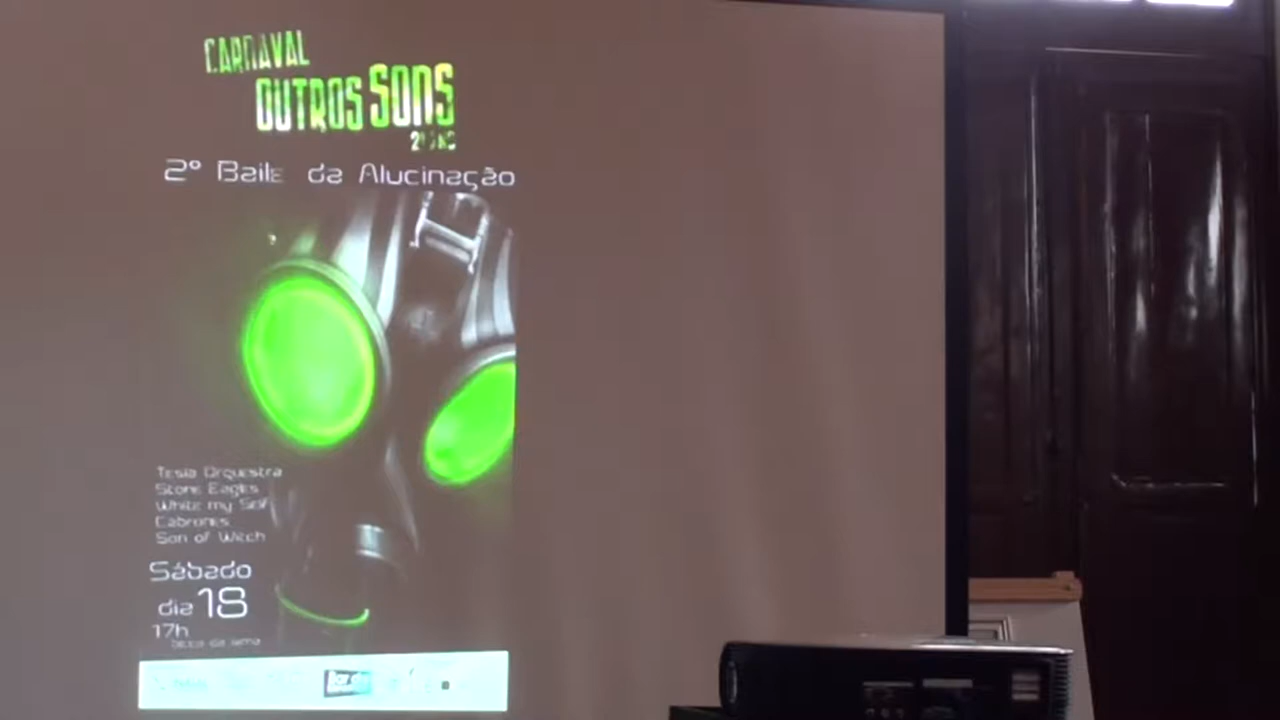 CARNAVAL
OUTROS SONS
2º Baile da Alucinação
Tesla Orquestra
Stone Eagles
White my Self
Cabrones
Son of Witch
Sábado
dia 18
17h